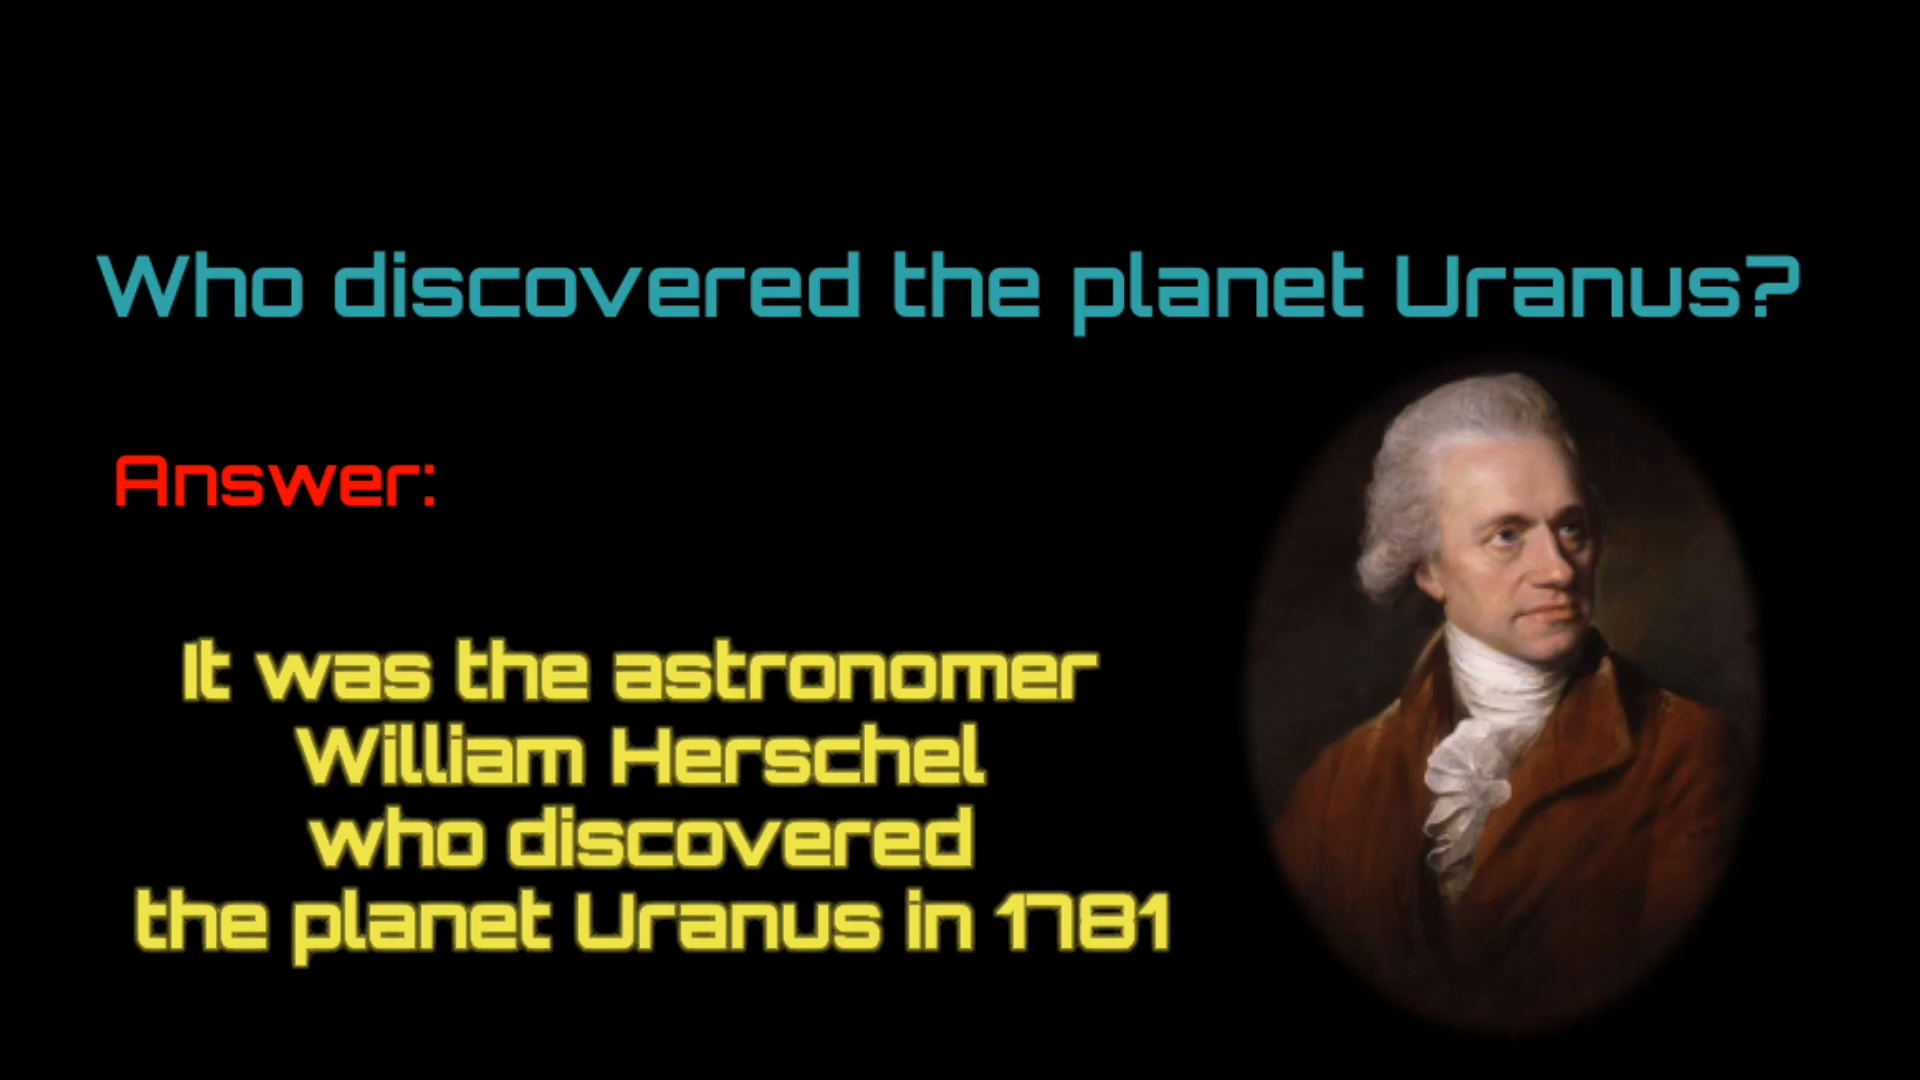 Who discovered the planet Uranus?
Answer:
It was the astronomer
William Herschel
who discovered
the planet Uranus in 1781